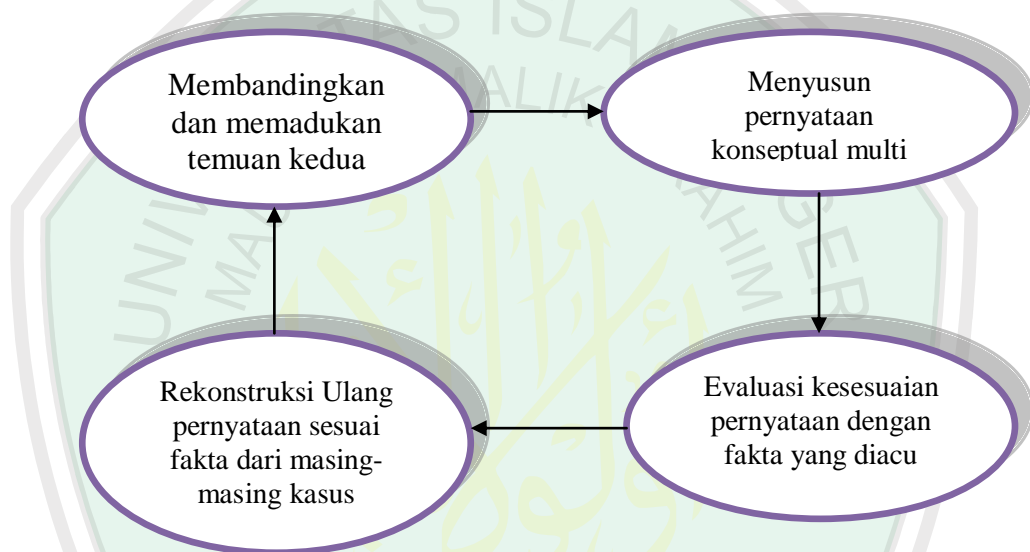 Membandingkan
dan memadukan
temuan kedua
Menyusun
pernyataan
konseptual multi
Rekonstruksi Ulang
pernyataan sesuai
fakta dari masing-
masing kasus
Evaluasi kesesuaian
pernyataan dengan
fakta yang diacu